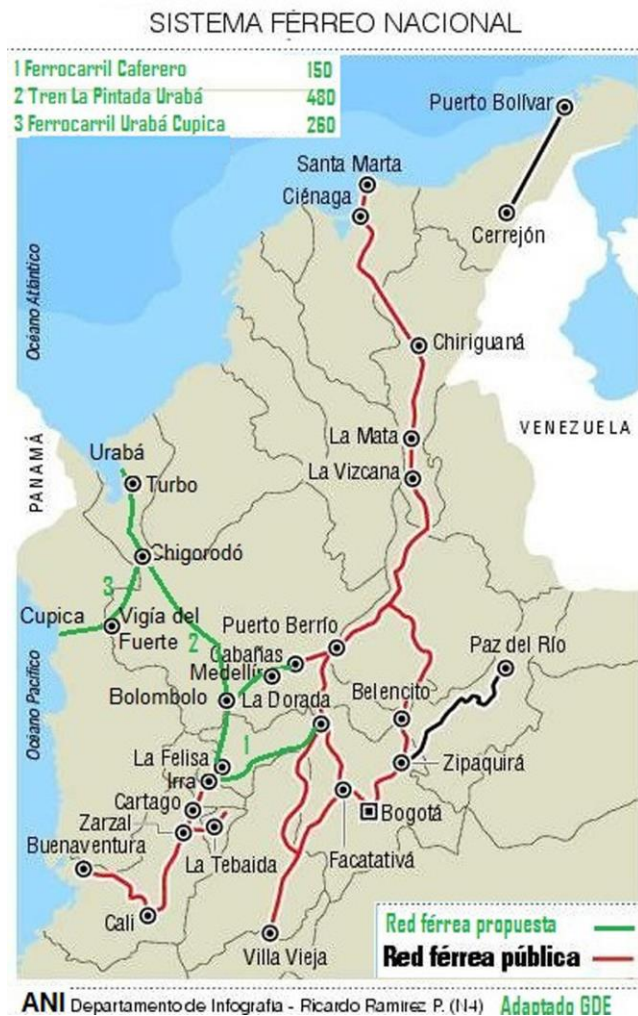 SISTEMA FÉRREO NACIONAL
1 Ferrocarril Caferero 150
2 Tren La Pintada Urabá 480
3 Ferrocarril Urabá Cupica 260
Puerto Bolívar
Santa Marta
Ciénaga
Cerrejón
Océano Atlántico
Chiriguaná
La Mata
VENEZUELA
PANAMÁ
Urabá
La Vizcana
Turbo
Chigorodó
3
Cupica
Vigía del
Fuerte
2
Puerto Berrío
Cabañas
Medellín
Paz del Río
Océano Pacífico
Bolombolo
La Dorada
Belencito
1
La Felisa
Irra
Zipaquirá
Cartago
Zarzal
Bogotá
Buenaventura
La Tebaida
Facatativá
Cali
Villa Vieja
Red férrea propuesta
Red férrea pública
ANI Departamento de Infografia - Ricardo Ramirez P. (N4) Adaptado GDE